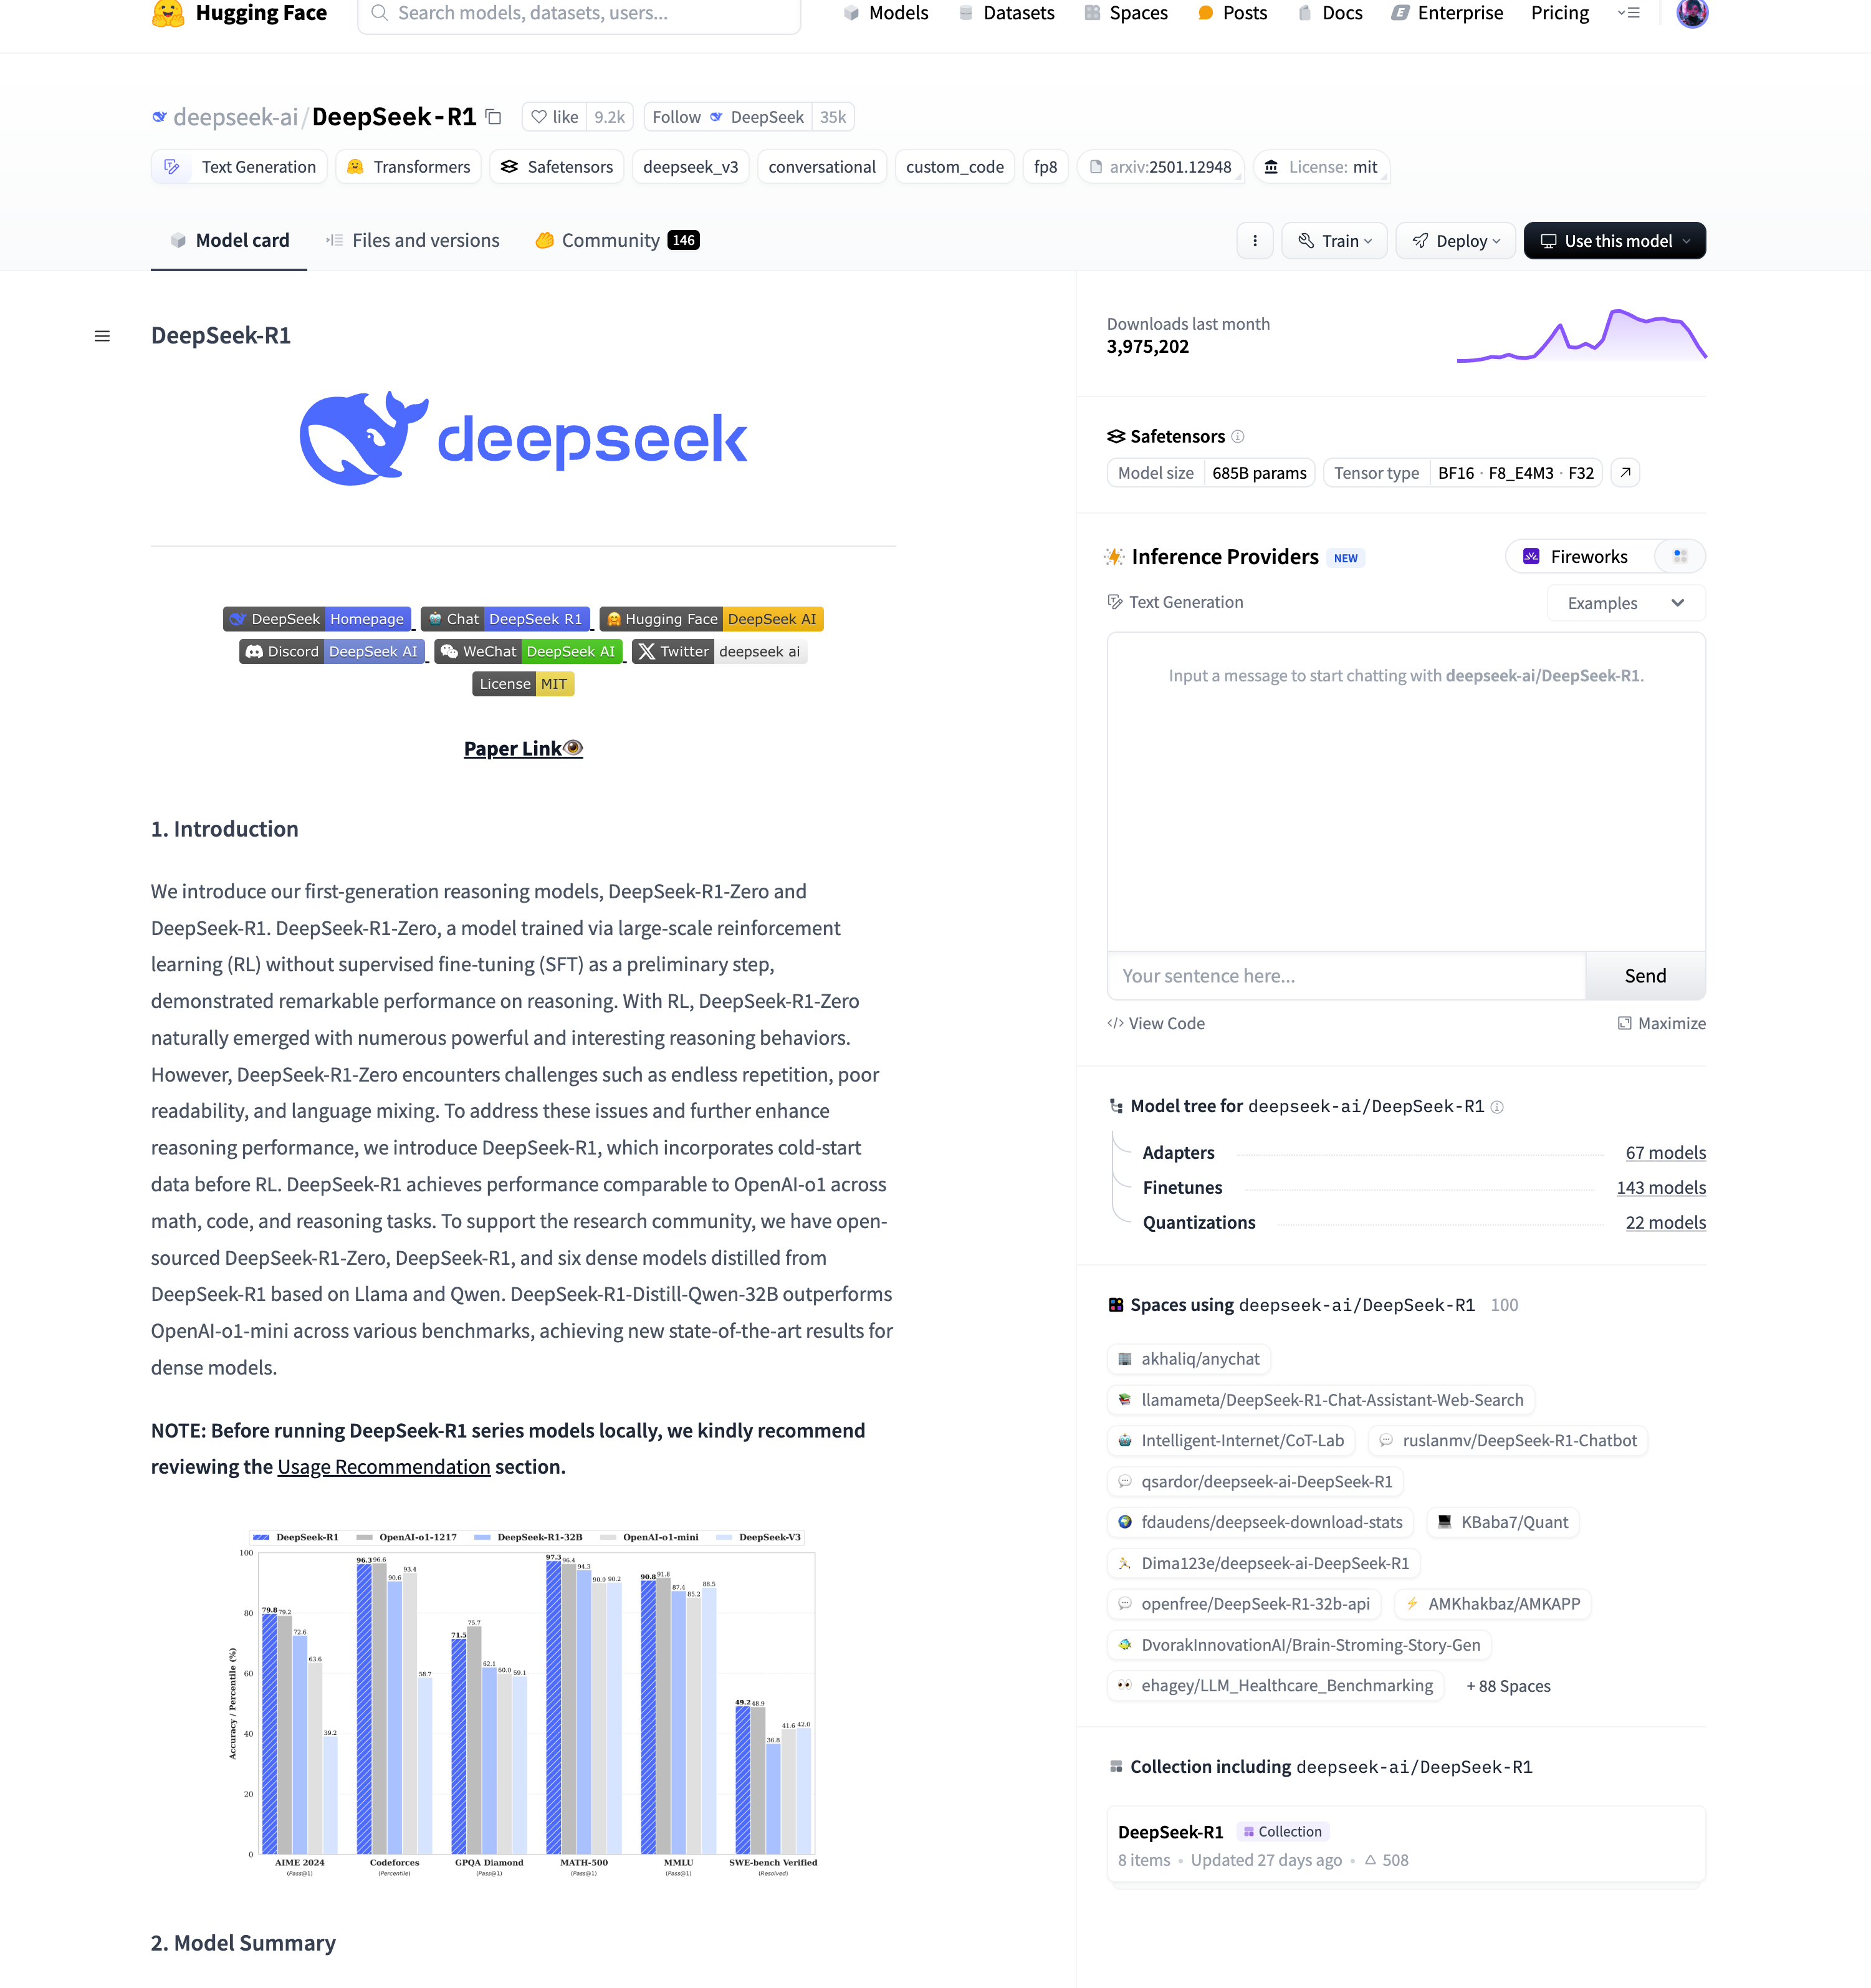 Hugging Face
Search models, datasets, users...
Models
Datasets
Spaces
Posts
Docs
Enterprise
Pricing
deepseek-ai/DeepSeek-R1
like 9.2k
Follow DeepSeek 35k
Text Generation
Transformers
Safetensors
deepseek_v3
conversational
custom_code
fp8
arxiv:2501.12948
License: mit
Model card
Files and versions
Community 146
Train
Deploy
Use this model
DeepSeek-R1
deepseek
DeepSeek Homepage
Chat DeepSeek R1
Hugging Face DeepSeek AI
Discord DeepSeek AI
WeChat DeepSeek AI
Twitter deepseek ai
License MIT
Paper Link
1. Introduction
We introduce our first-generation reasoning models, DeepSeek-R1-Zero and
DeepSeek-R1. DeepSeek-R1-Zero, a model trained via large-scale reinforcement
learning (RL) without supervised fine-tuning (SFT) as a preliminary step,
demonstrated remarkable performance on reasoning. With RL, DeepSeek-R1-Zero
naturally emerged with numerous powerful and interesting reasoning behaviors.
However, DeepSeek-R1-Zero encounters challenges such as endless repetition, poor
readability, and language mixing. To address these issues and further enhance
reasoning performance, we introduce DeepSeek-R1, which incorporates cold-start
data before RL. DeepSeek-R1 achieves performance comparable to OpenAI-o1 across
math, code, and reasoning tasks. To support the research community, we have open-
sourced DeepSeek-R1-Zero, DeepSeek-R1, and six dense models distilled from
DeepSeek-R1 based on Llama and Qwen. DeepSeek-R1-Distill-Qwen-32B outperforms
OpenAI-o1-mini across various benchmarks, achieving new state-of-the-art results for
dense models.
NOTE: Before running DeepSeek-R1 series models locally, we kindly recommend
reviewing the Usage Recommendation section.
DeepSeek-R1 OpenAI-o1-1217 DeepSeek-R1-32B OpenAI-o1-mini DeepSeek-V3
Accuracy / Percentile (%)
100
80
60
40
20
0
79.8 79.2 72.6 63.6 39.2
96.3 96.6 90.6 93.4 58.7
71.5 75.7 62.1 60.0 59.1
97.3 96.4 94.3 90.0 90.2
90.8 91.8 87.4 85.2 88.5
49.2 48.9 36.8 41.6 42.0
AIME 2024
(Pass@1)
Codeforces
(Percentile)
GPQA Diamond
(Pass@1)
MATH-500
(Pass@1)
MMLU
(Pass@1)
SWE-bench Verified
(Resolved)
2. Model Summary
Downloads last month
3,975,202
Safetensors
Model size 685B params
Tensor type BF16 · F8_E4M3 · F32
Inference Providers NEW
Fireworks
Text Generation
Examples
Input a message to start chatting with deepseek-ai/DeepSeek-R1.
Your sentence here...
Send
View Code
Maximize
Model tree for deepseek-ai/DeepSeek-R1
Adapters 67 models
Finetunes 143 models
Quantizations 22 models
Spaces using deepseek-ai/DeepSeek-R1 100
akhaliq/anychat
llamameta/DeepSeek-R1-Chat-Assistant-Web-Search
Intelligent-Internet/CoT-Lab
ruslanmv/DeepSeek-R1-Chatbot
qsardor/deepseek-ai-DeepSeek-R1
fdaudens/deepseek-download-stats
KBaba7/Quant
Dima123e/deepseek-ai-DeepSeek-R1
openfree/DeepSeek-R1-32b-api
AMKhakbaz/AMKAPP
DvorakInnovationAI/Brain-Stroming-Story-Gen
ehagey/LLM_Healthcare_Benchmarking
+ 88 Spaces
Collection including deepseek-ai/DeepSeek-R1
DeepSeek-R1 Collection
8 items • Updated 27 days ago • 508